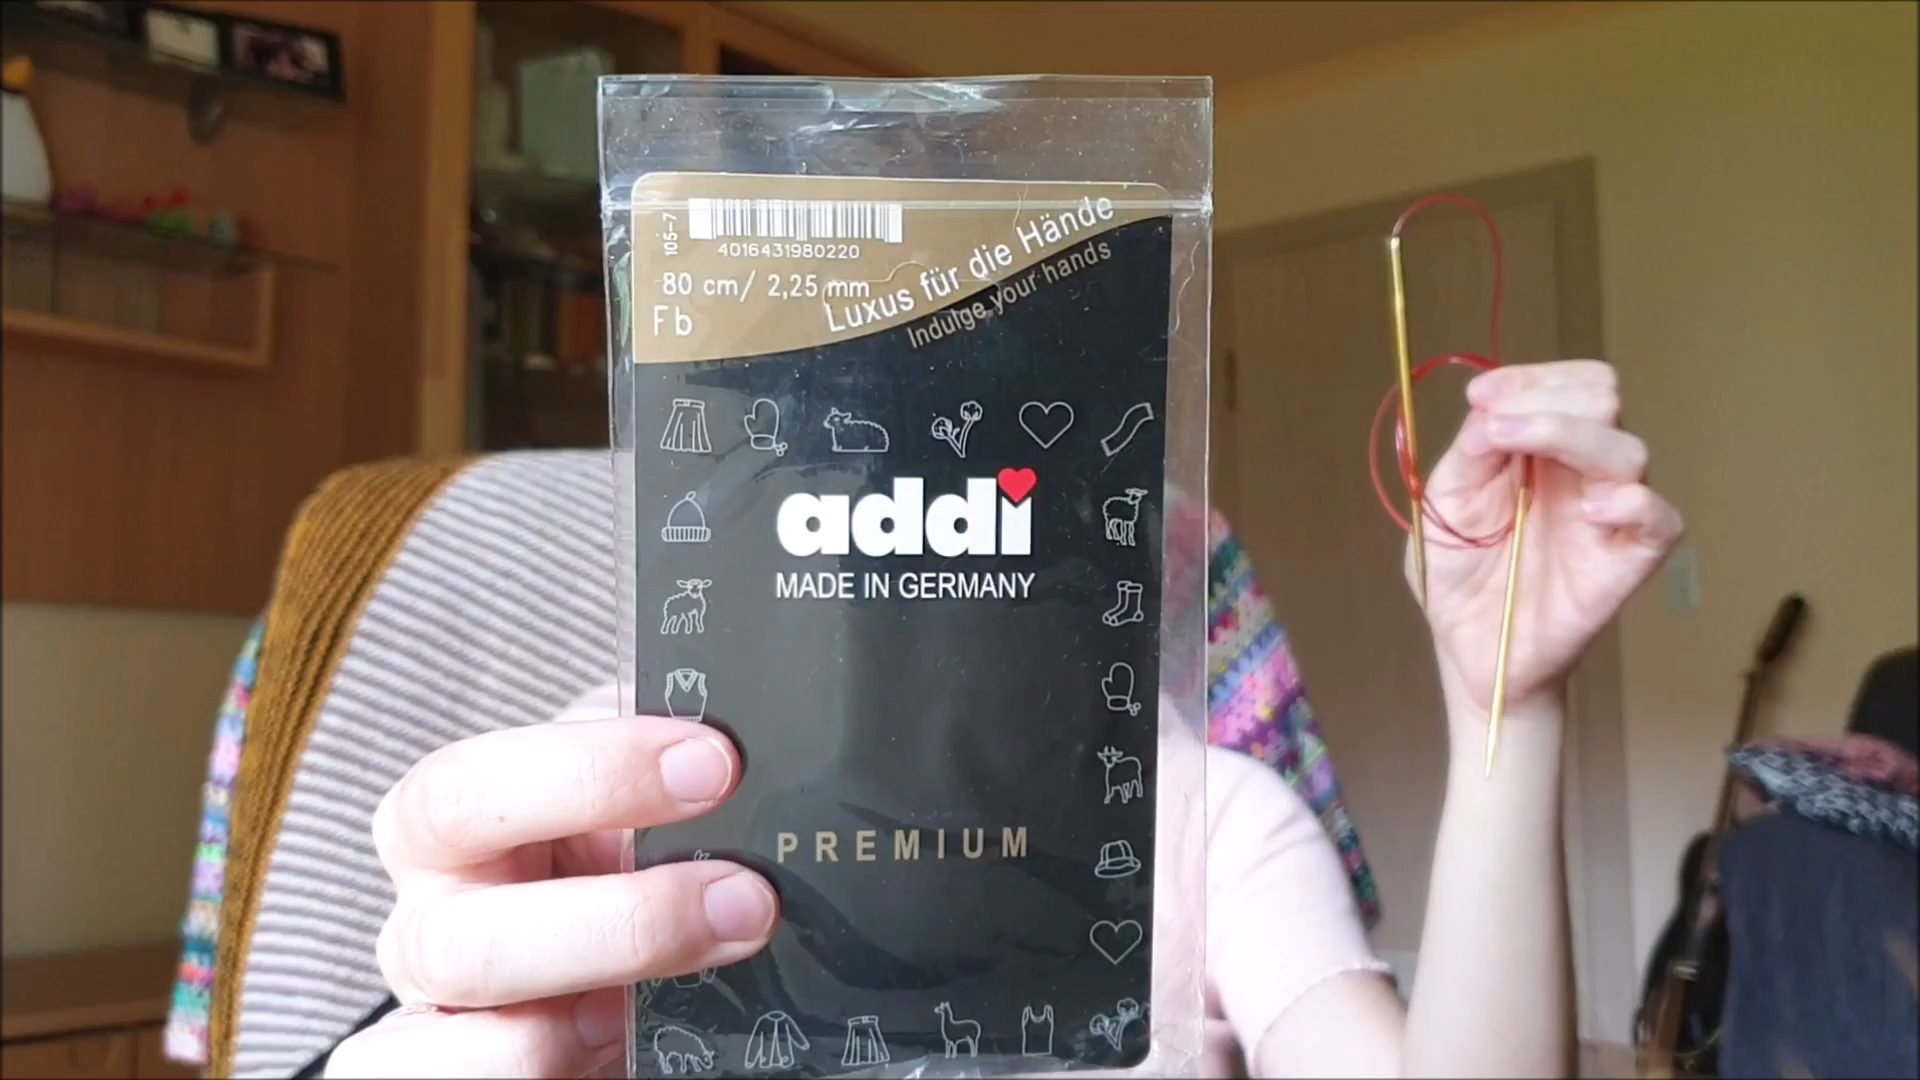 105-7
4016431980220
80 cm/ 2,25 mm
Fb
Luxus für die Hände
Indulge your hands
addi
MADE IN GERMANY
PREMIUM